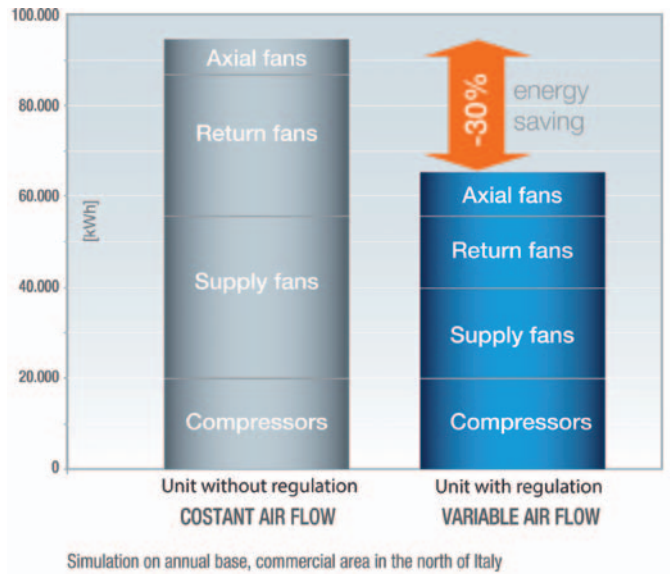 100.000
80.000
60.000
40.000
20.000
0
[kWh]
Axial fans
Return fans
Supply fans
Compressors
-30%
energy
saving
Axial fans
Return fans
Supply fans
Compressors
Unit without regulation
COSTANT AIR FLOW
Unit with regulation
VARIABLE AIR FLOW
Simulation on annual base, commercial area in the north of Italy